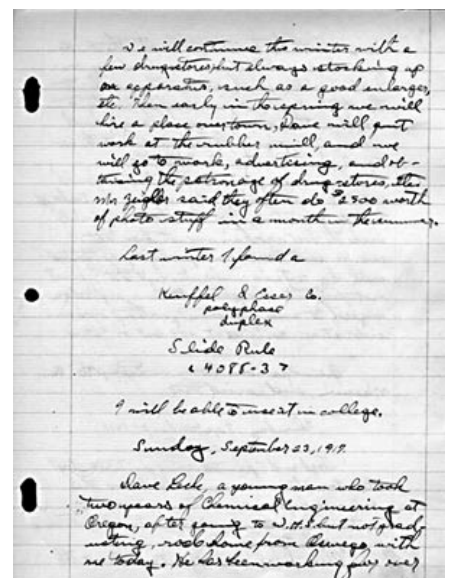 We will continue this winter with a
few drugstores, but always stocking up
on apparatus, such as a good enlarger,
etc. Then early in the spring we will
hire a place over town, Dave will quit
work at the rubber mill, and we
will go to work, advertising, and ob-
taining the patronage of drug stores, etc.
Mr. Zeigler said they often do $2500 worth
of photo stuff in a month in the summer.
Last winter I found a
Keuffel & Esser Co.
polyphase
duplex
Slide Rule
< 4088-3 >
I will be able to use it in college.
Sunday, September 23, 1917.
Dave Lock, a young man who took
two years of Chemical Engineering at
Oregon, after going to W.H.S. but not grad-
uating, rode home from Oswego with
me today. He has been working over